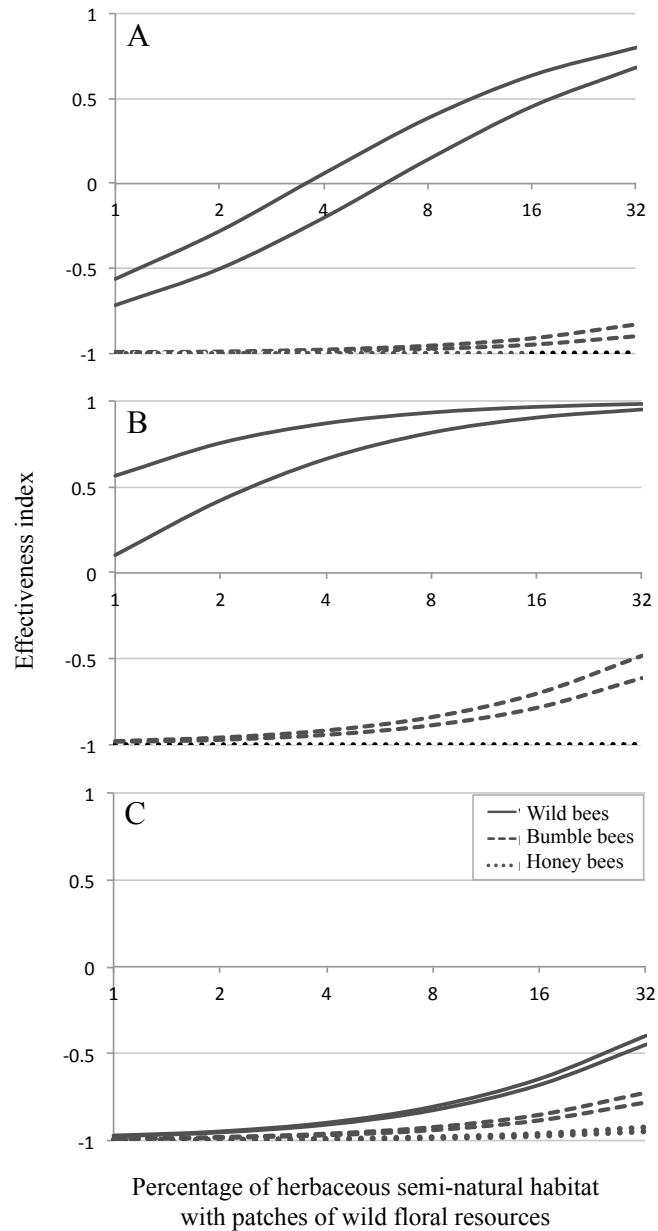 A
1
0.5
0
1 2 4 8 16 32
-0.5
-1
B
1
0.5
0
1 2 4 8 16 32
-0.5
-1
Effectiveness index
C
1
Wild bees
Bumble bees
Honey bees
0.5
0
1 2 4 8 16 32
-0.5
-1
Percentage of herbaceous semi-natural habitat
with patches of wild floral resources